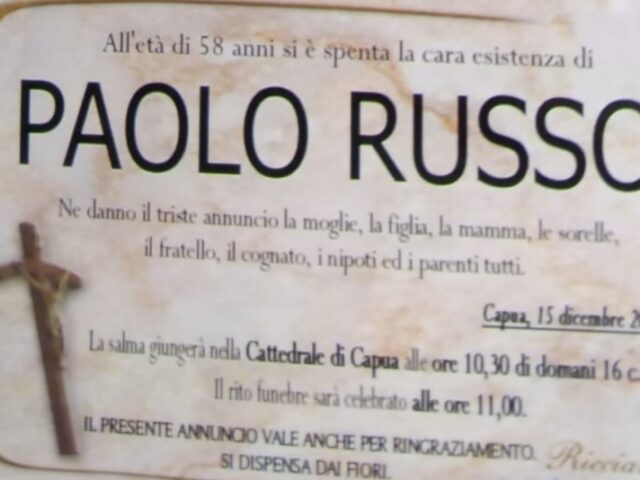 All'età di 58 anni si è spenta la cara esistenza di
PAOLO RUSSO
Ne danno il triste annuncio la moglie, la figlia, la mamma, le sorelle,
il fratello, il cognato, i nipoti ed i parenti tutti.
Capua, 15 dicembre
La salma giungerà nella Cattedrale di Capua alle ore 10,30 di domani 16 c.
Il rito funebre sarà celebrato alle ore 11,00.
IL PRESENTE ANNUNCIO VALE ANCHE PER RINGRAZIAMENTO.
SI DISPENSA DAI FIORI.